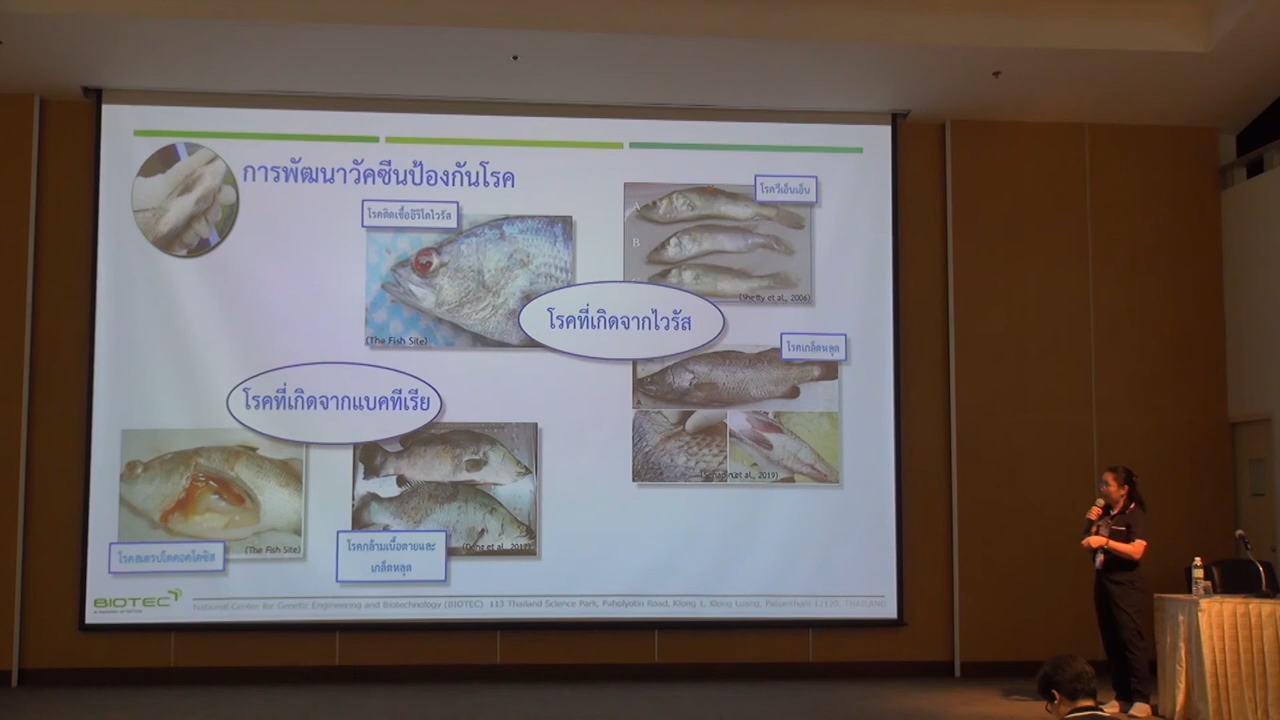 การพัฒนาวัคซีนป้องกันโรค
โรคติดเชื้ออิริโดไวรัส
(The Fish Site)
โรควีเอ็นเอ็น
A
B
(Shetty et al., 2006)
โรคที่เกิดจากไวรัส
โรคเกล็ดหลุด
et al., 2019)
โรคที่เกิดจากแบคทีเรีย
(The Fish Site)
โรคสเตรปโตคอคโคซิส
โรคกล้ามเนื้อตายและ
เกล็ดหลุด
et al.,
BIOTEC
National Center for Genetic Engineering and Biotechnology (BIOTEC) 113 Thailand Science Park, Paholyotin Road, Klong 1, Klong Luang, Patumthani 12120, THAILAND